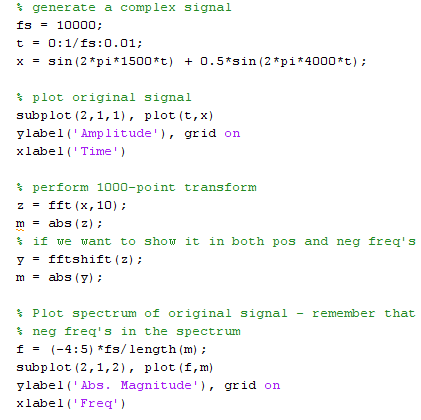 % generate a complex signal
fs = 10000;
t = 0:1/fs:0.01;
x = sin(2*pi*1500*t) + 0.5*sin(2*pi*4000*t);
% plot original signal
subplot(2,1,1), plot(t,x)
ylabel('Amplitude'), grid on
xlabel('Time')
% perform 1000-point transform
z = fft(x,10);
m = abs(z);
% if we want to show it in both pos and neg freq's
y = fftshift(z);
m = abs(y);
% Plot spectrum of original signal - remember that
% neg freq's in the spectrum
f = (-4:5)*fs/length(m);
subplot(2,1,2), plot(f,m)
ylabel('Abs. Magnitude'), grid on
xlabel('Freq')